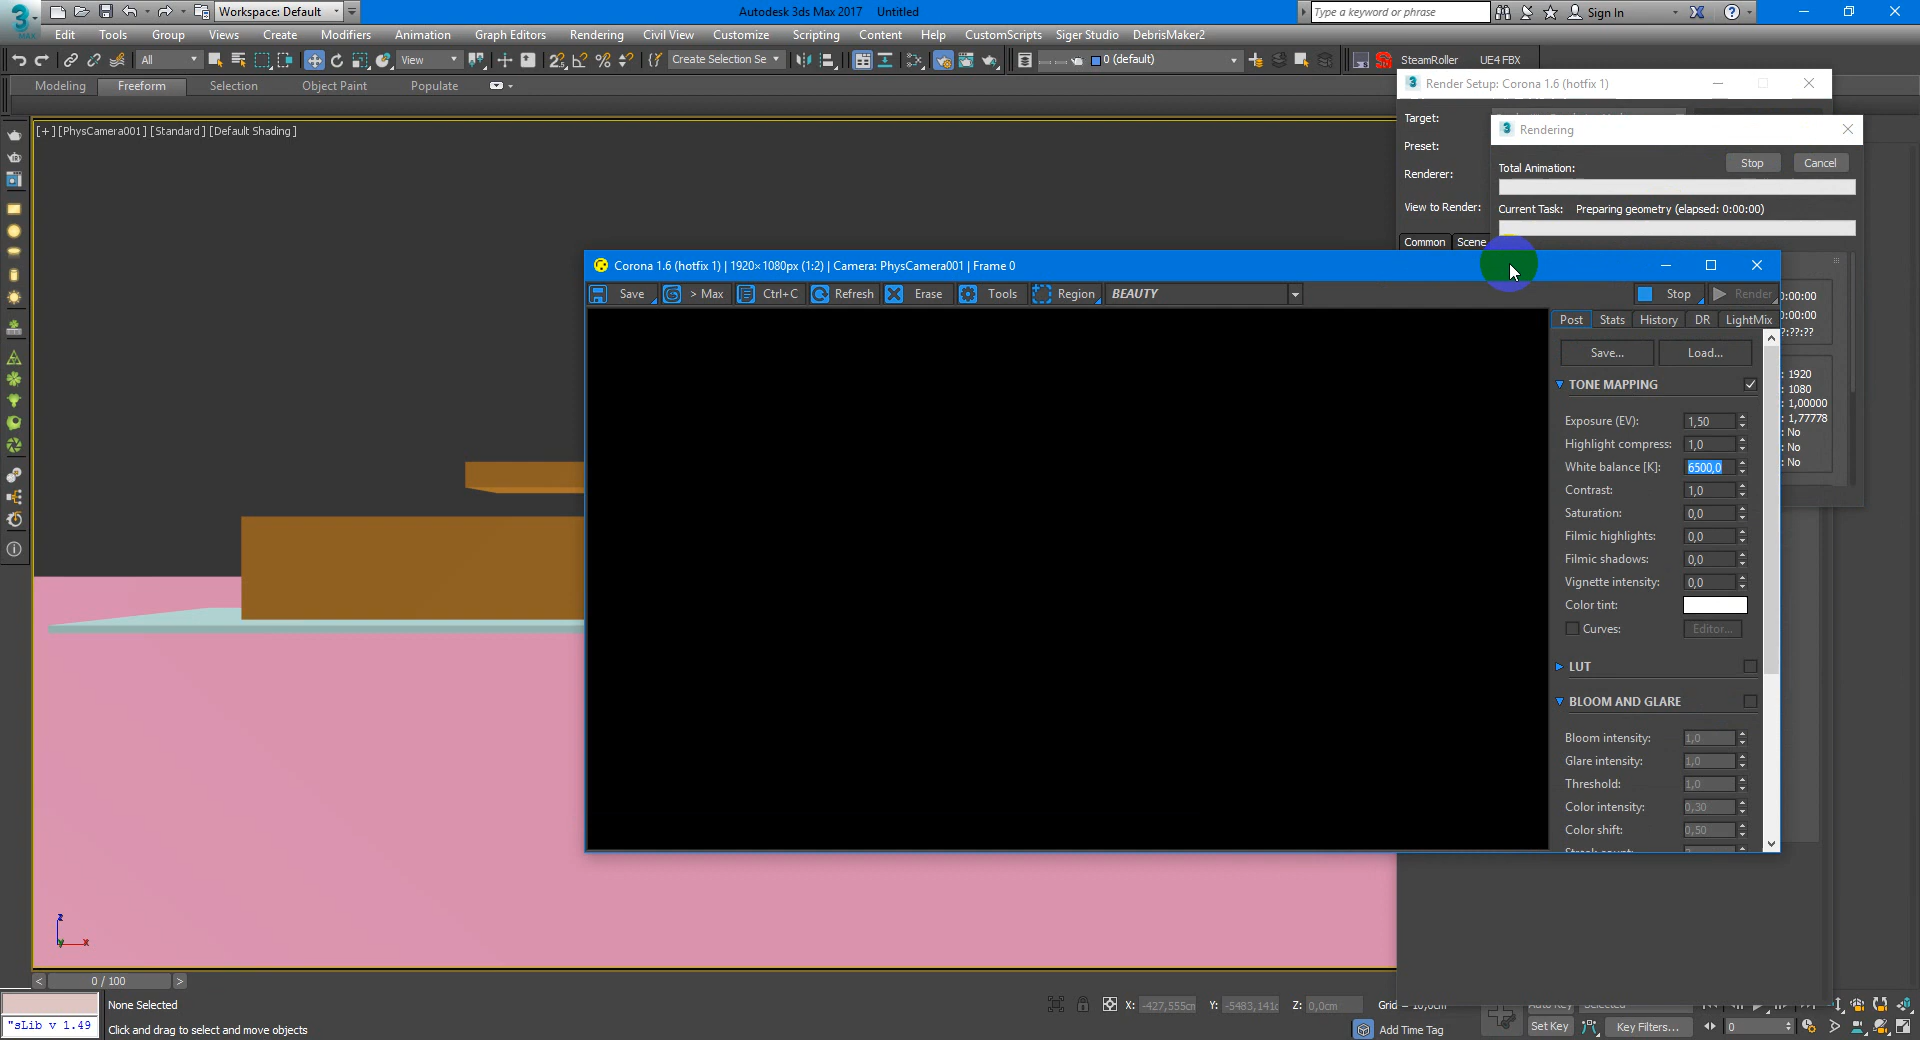 Workspace: Default
Autodesk 3ds Max 2017 Untitled
Type a keyword or phrase
Sign In
MAX
Edit Tools Group Views Create Modifiers Animation Graph Editors Rendering Civil View Customize Scripting Content Help CustomScripts Siger Studio DebrisMaker2
All
View
Create Selection Se
0 (default)
SteamRoller
UE4 FBX
Modeling Freeform Selection Object Paint Populate
[+] [PhysCamera001] [Standard] [Default Shading]
Render Setup: Corona 1.6 (hotfix 1)
Target:
Preset:
Renderer:
View to Render:
Common Scene
Rendering
Total Animation:
Stop Cancel
Current Task: Preparing geometry (elapsed: 0:00:00)
Corona 1.6 (hotfix 1) | 1920×1080px (1:2) | Camera: PhysCamera001 | Frame 0
Save > Max Ctrl+C Refresh Erase Tools Region BEAUTY Stop Render
Post Stats History DR LightMix
Save... Load...
TONE MAPPING
Exposure (EV): 1,50
Highlight compress: 1,0
White balance [K]: 6500,0
Contrast: 1,0
Saturation: 0,0
Filmic highlights: 0,0
Filmic shadows: 0,0
Vignette intensity: 0,0
Color tint:
Curves: Editor...
LUT
BLOOM AND GLARE
Bloom intensity: 1,0
Glare intensity: 1,0
Threshold: 1,0
Color intensity: 0,30
Color shift: 0,50
:00:00
:00:00
?:??:??
: 1920
: 1080
: 1,00000
: 1,77778
: No
: No
: No
z
x
y
0 / 100
None Selected
"sLib v 1.49
Click and drag to select and move objects
X: -427,555cm Y: -5483,141c Z: 0,0cm
Add Time Tag
Set Key
Key Filters...
0